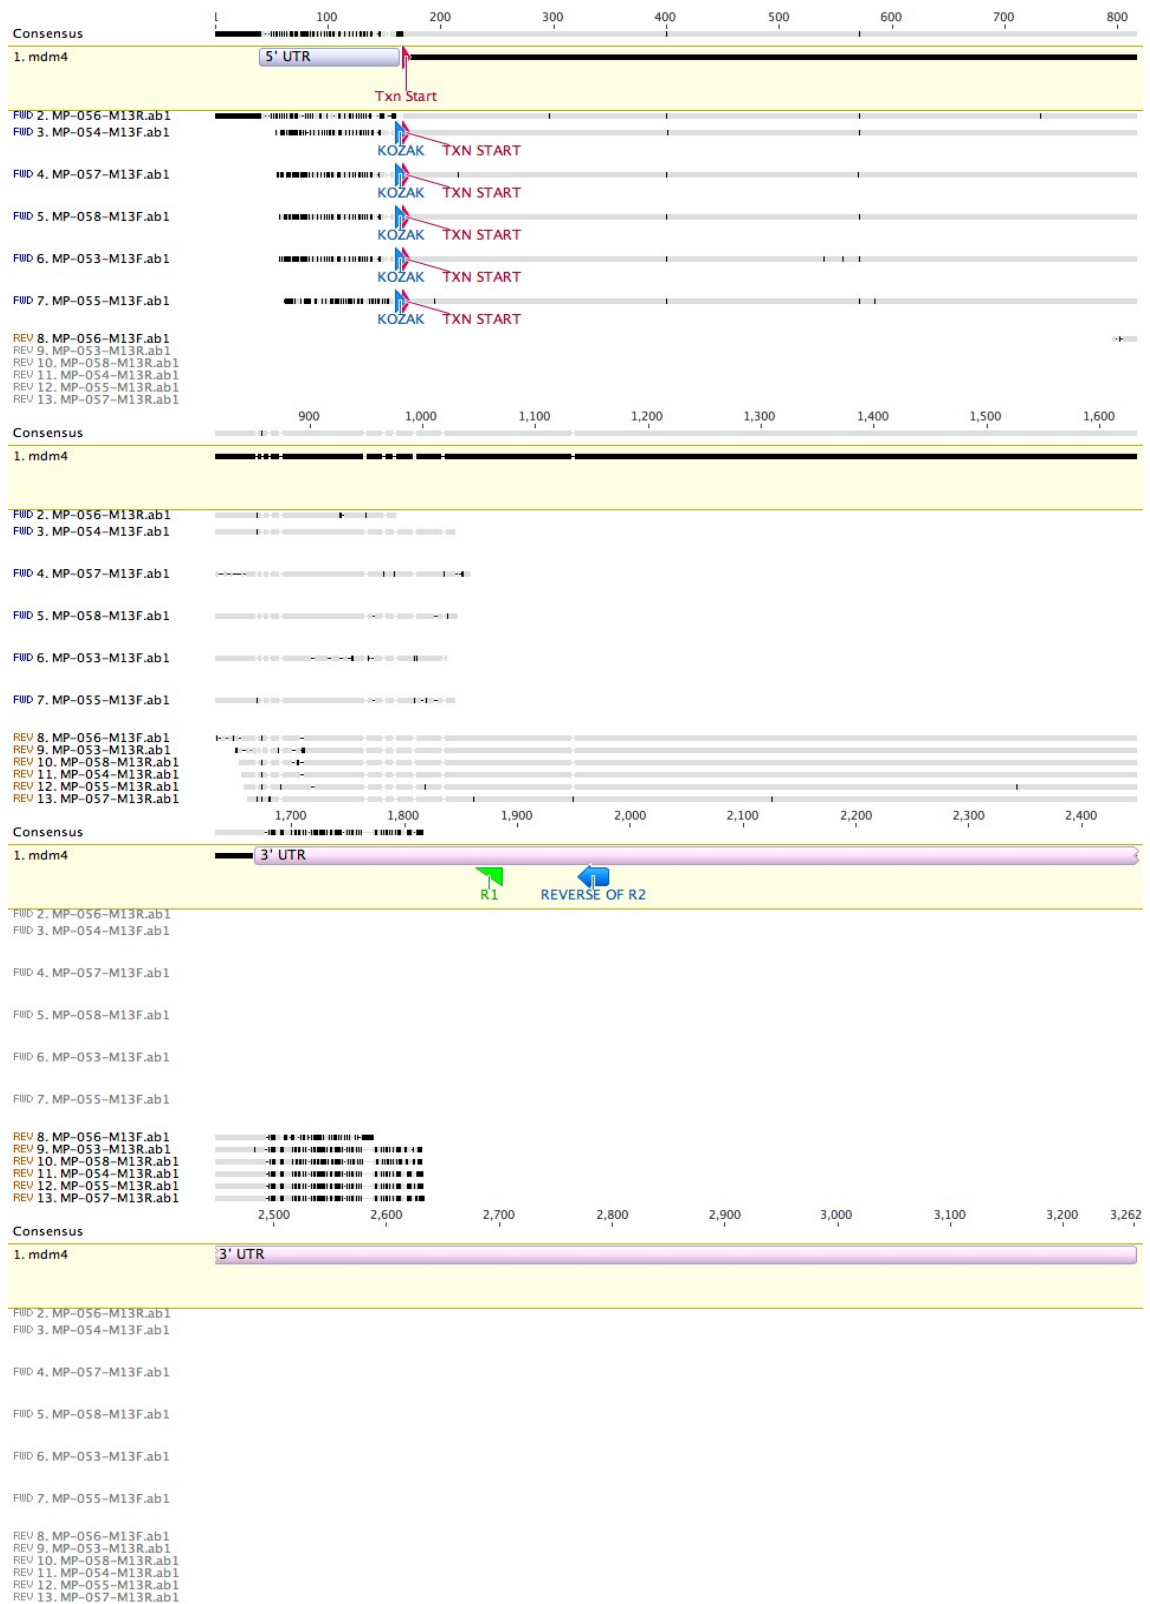 1 100 200 300 400 500 600 700 800
Consensus
1. mdm4 5' UTR
Txn Start
FWD 2. MP-056-M13R.ab1
FWD 3. MP-054-M13F.ab1
KOZAK TXN START
FWD 4. MP-057-M13F.ab1
KOZAK TXN START
FWD 5. MP-058-M13F.ab1
KOZAK TXN START
FWD 6. MP-053-M13F.ab1
KOZAK TXN START
FWD 7. MP-055-M13F.ab1
KOZAK TXN START
REV 8. MP-056-M13F.ab1
REV 9. MP-053-M13R.ab1
REV 10. MP-058-M13R.ab1
REV 11. MP-054-M13R.ab1
REV 12. MP-055-M13R.ab1
REV 13. MP-057-M13R.ab1
900 1,000 1,100 1,200 1,300 1,400 1,500 1,600
Consensus
1. mdm4
FWD 2. MP-056-M13R.ab1
FWD 3. MP-054-M13F.ab1
FWD 4. MP-057-M13F.ab1
FWD 5. MP-058-M13F.ab1
FWD 6. MP-053-M13F.ab1
FWD 7. MP-055-M13F.ab1
REV 8. MP-056-M13F.ab1
REV 9. MP-053-M13R.ab1
REV 10. MP-058-M13R.ab1
REV 11. MP-054-M13R.ab1
REV 12. MP-055-M13R.ab1
REV 13. MP-057-M13R.ab1
1,700 1,800 1,900 2,000 2,100 2,200 2,300 2,400
Consensus
1. mdm4 3' UTR
R1 REVERSE OF R2
FWD 2. MP-056-M13R.ab1
FWD 3. MP-054-M13F.ab1
FWD 4. MP-057-M13F.ab1
FWD 5. MP-058-M13F.ab1
FWD 6. MP-053-M13F.ab1
FWD 7. MP-055-M13F.ab1
REV 8. MP-056-M13F.ab1
REV 9. MP-053-M13R.ab1
REV 10. MP-058-M13R.ab1
REV 11. MP-054-M13R.ab1
REV 12. MP-055-M13R.ab1
REV 13. MP-057-M13R.ab1
2,500 2,600 2,700 2,800 2,900 3,000 3,100 3,200 3,262
Consensus
1. mdm4 3' UTR
FWD 2. MP-056-M13R.ab1
FWD 3. MP-054-M13F.ab1
FWD 4. MP-057-M13F.ab1
FWD 5. MP-058-M13F.ab1
FWD 6. MP-053-M13F.ab1
FWD 7. MP-055-M13F.ab1
REV 8. MP-056-M13F.ab1
REV 9. MP-053-M13R.ab1
REV 10. MP-058-M13R.ab1
REV 11. MP-054-M13R.ab1
REV 12. MP-055-M13R.ab1
REV 13. MP-057-M13R.ab1